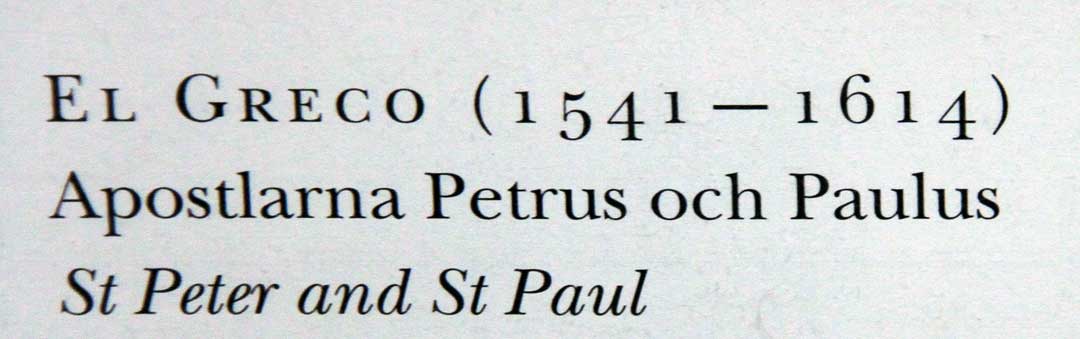 El Greco (1541–1614)
Apostlarna Petrus och Paulus
St Peter and St Paul